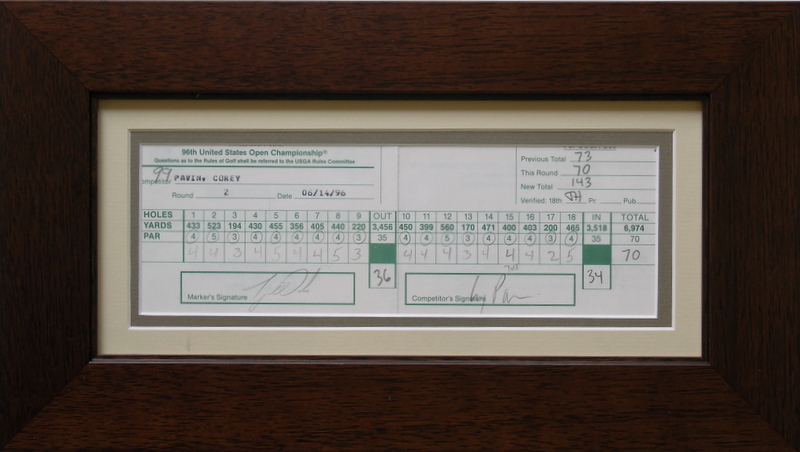 96th United States Open Championship®
Questions as to the Rules of Golf shall be referred to the USGA Rules Committee
99 PAVIN, COREY
Round 2 Date 06/14/96
Previous Total 73
This Round 70
New Total 143
Verified: 18th Pr. Pub.
HOLES 1 2 3 4 5 6 7 8 9 OUT 10 11 12 13 14 15 16 17 18 IN TOTAL
YARDS 433 523 194 430 455 356 405 440 220 3,456 450 399 560 170 471 400 403 200 465 3,518 6,974
PAR 4 5 3 4 4 4 4 4 3 35 4 4 5 3 4 4 4 3 4 35 70
4 4 3 4 5 4 4 5 3 36 4 4 4 3 4 4 4 2 5 34 70
Marker's Signature
Competitor's Signature